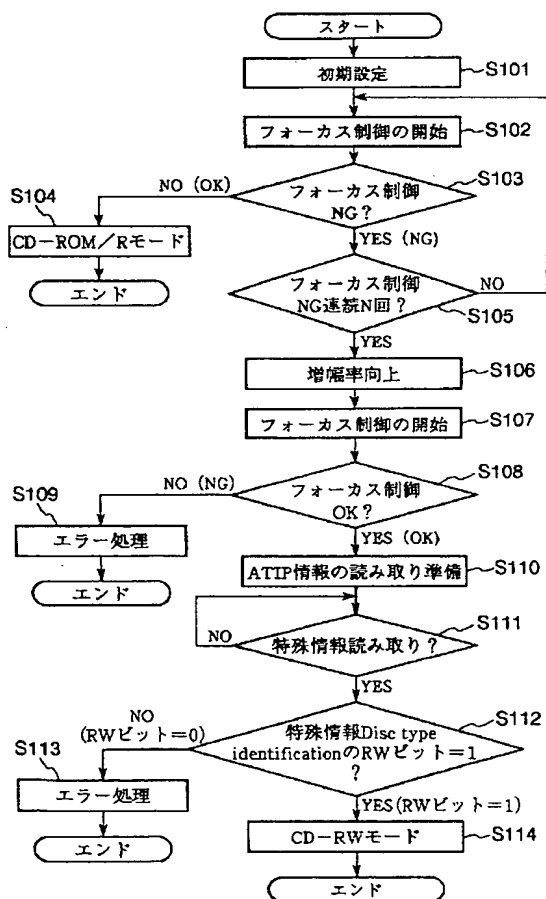 スタート
初期設定
S101
フォーカス制御の開始
S102
フォーカス制御
NG?
S103
NO (OK)
S104
CD-ROM/Rモード
エンド
YES (NG)
フォーカス制御
NG連続N回?
NO
S105
YES
増幅率向上
S106
フォーカス制御の開始
S107
フォーカス制御
OK?
S108
NO (NG)
S109
エラー処理
エンド
YES (OK)
ATIP情報の読み取り準備
S110
特殊情報読み取り?
S111
NO
YES
特殊情報Disc type
identificationのRWビット=1
?
S112
NO
(RWビット=0)
S113
エラー処理
エンド
YES(RWビット=1)
CD-RWモード
S114
エンド